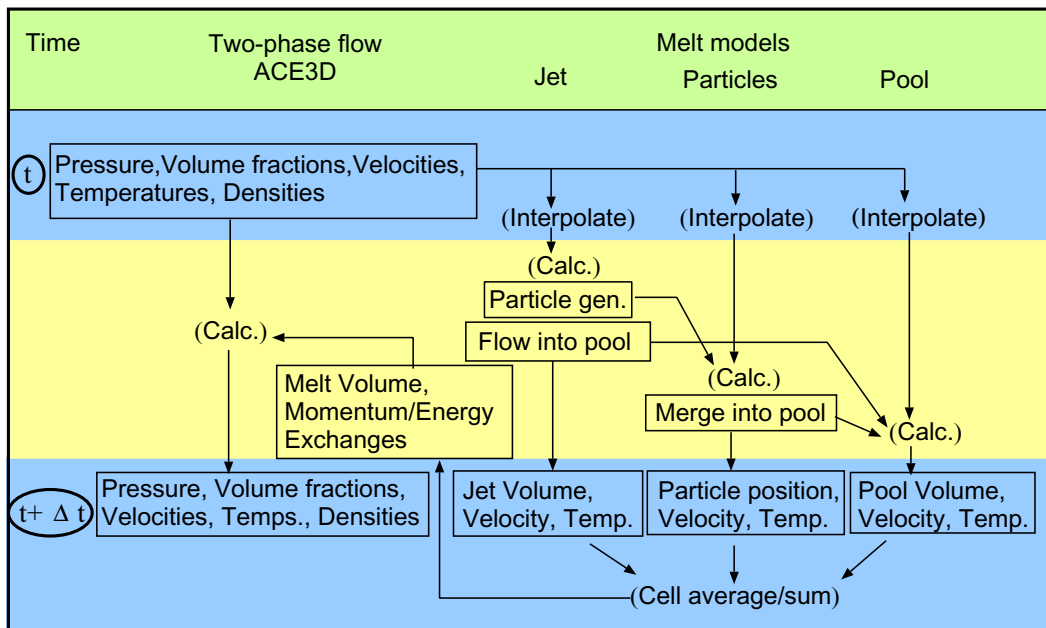 Time
Two-phase flow
ACE3D
Melt models
Jet
Particles
Pool
t
Pressure,Volume fractions,Velocities,
Temperatures, Densities
(Interpolate)
(Interpolate)
(Interpolate)
(Calc.)
Particle gen.
Flow into pool
(Calc.)
(Calc.)
Melt Volume,
Momentum/Energy
Exchanges
Merge into pool
(Calc.)
t+ Δ t
Pressure, Volume fractions,
Velocities, Temps., Densities
Jet Volume,
Velocity, Temp.
Particle position,
Velocity, Temp.
Pool Volume,
Velocity, Temp.
(Cell average/sum)